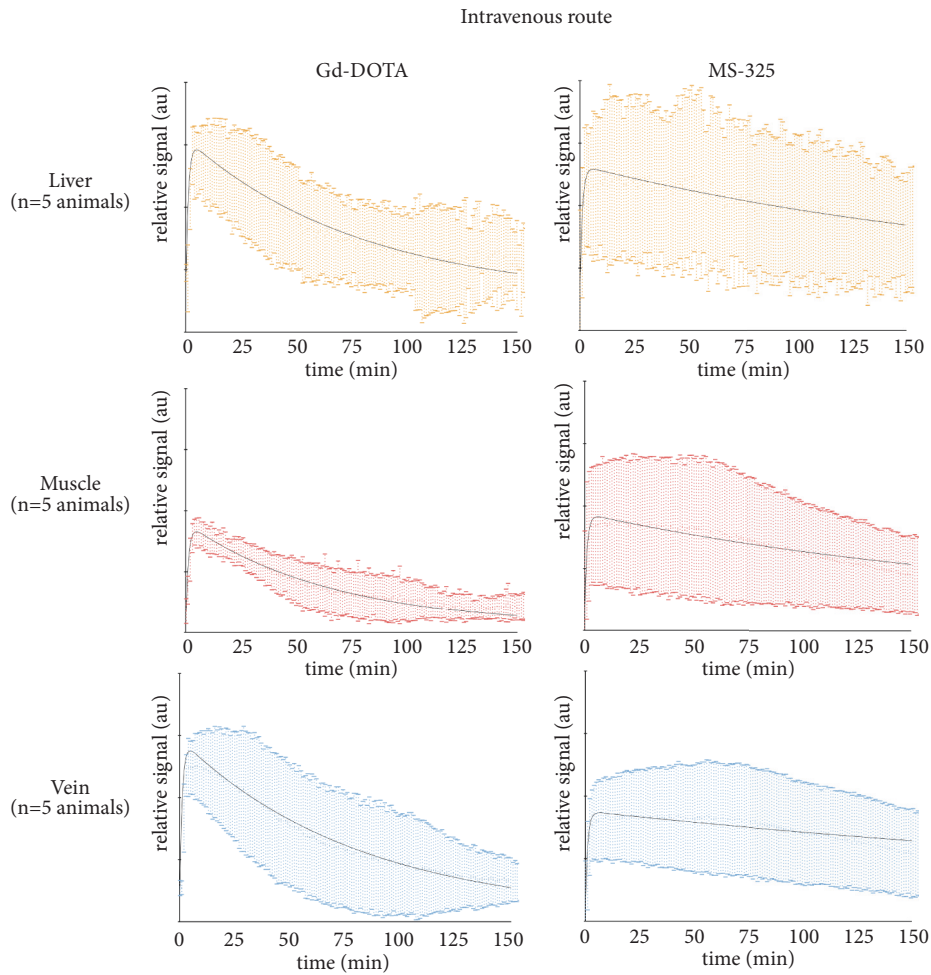 Intravenous route
Gd-DOTA
MS-325
Liver
(n=5 animals)
relative signal (au)
0 25 50 75 100 125 150
time (min)
relative signal (au)
0 25 50 75 100 125 150
time (min)
Muscle
(n=5 animals)
relative signal (au)
0 25 50 75 100 125 150
time (min)
relative signal (au)
0 25 50 75 100 125 150
time (min)
Vein
(n=5 animals)
relative signal (au)
0 25 50 75 100 125 150
time (min)
relative signal (au)
0 25 50 75 100 125 150
time (min)